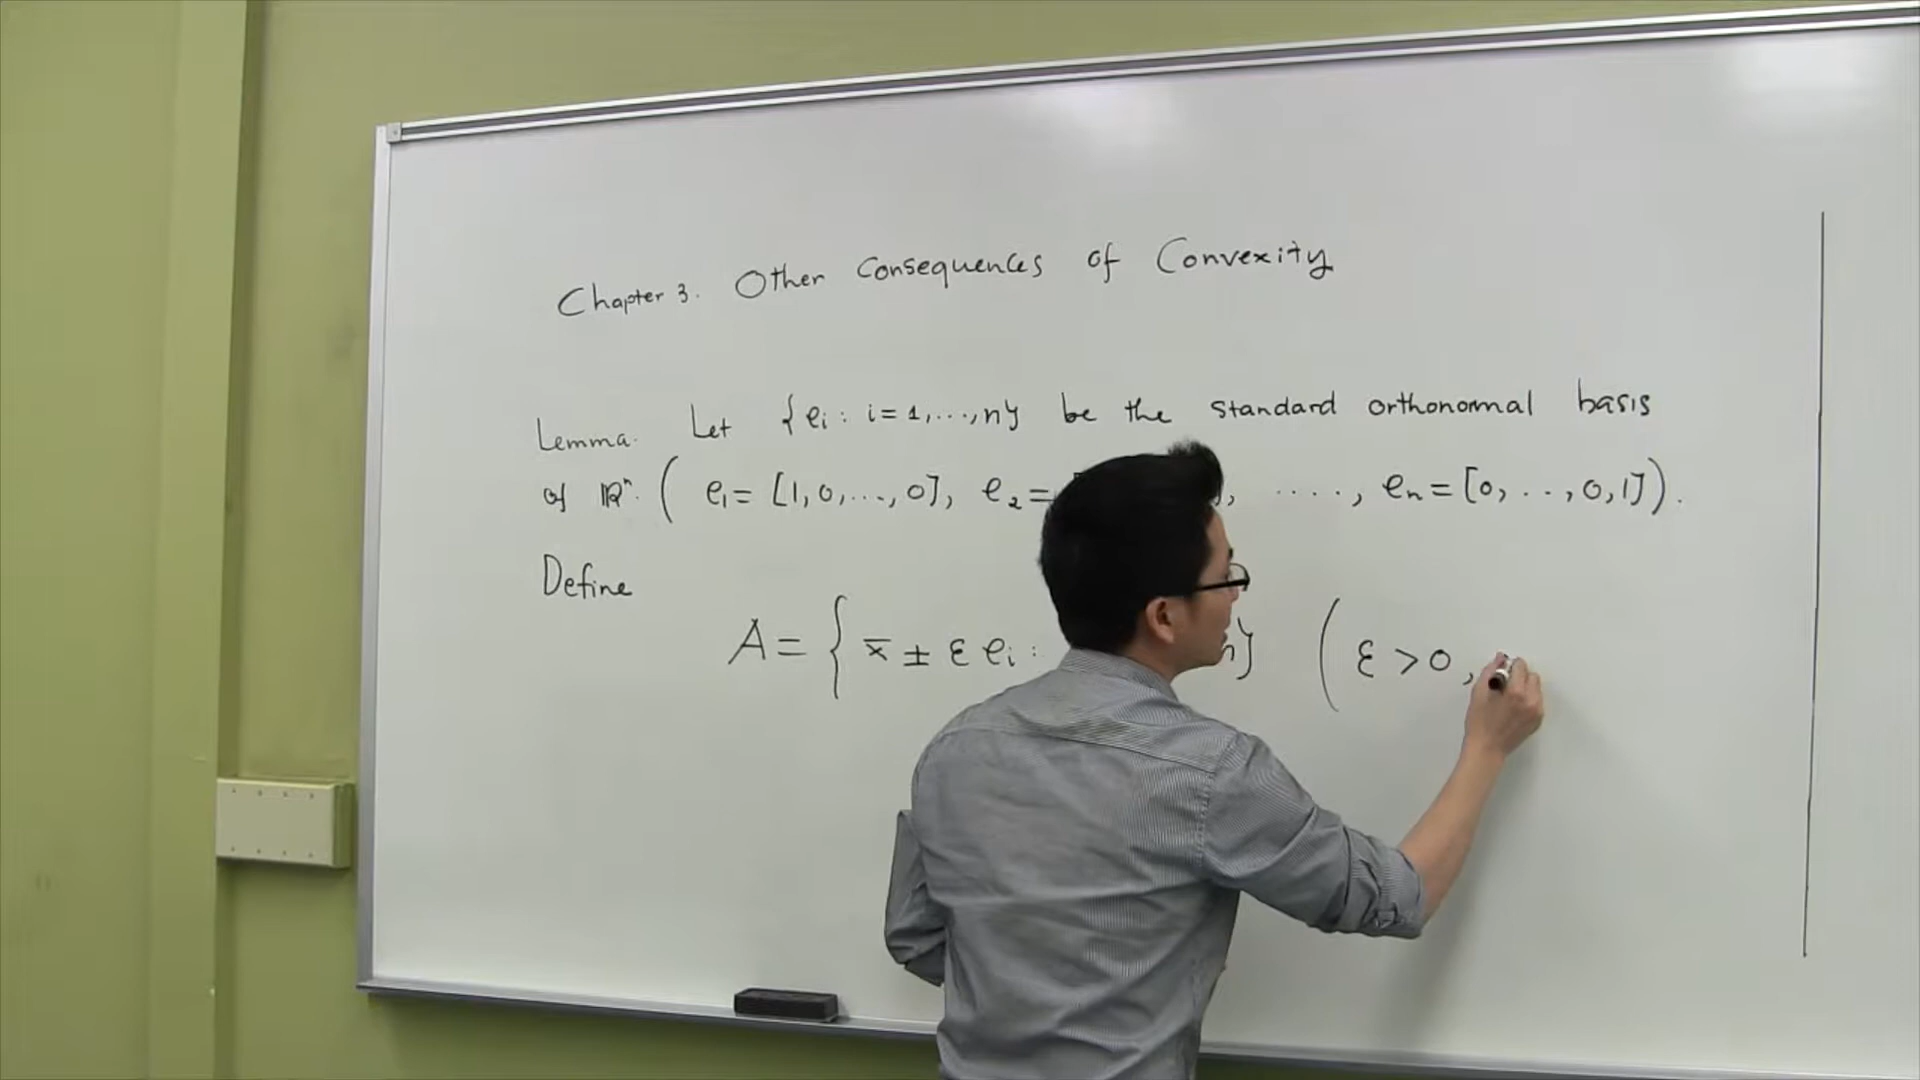 Chapter 3. Other Consequences of Convexity
Lemma. Let {eᵢ : i = 1, ..., n} be the standard orthonormal basis
of ℝⁿ. ( e₁ = [1, 0, ..., 0], e₂ = , ...., eₙ = [0, ..., 0, 1] ).
Define
A = { x̄ ± ε eᵢ : n} ( ε > 0,